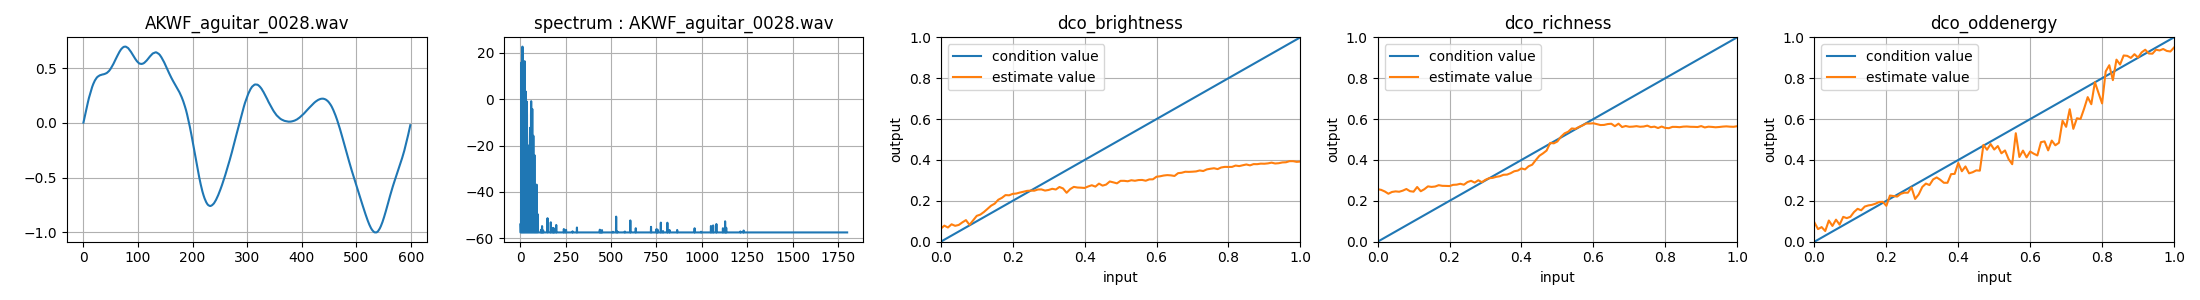 AKWF_aguitar_0028.wav
0.5
0.0
−0.5
−1.0
0 100 200 300 400 500 600
spectrum : AKWF_aguitar_0028.wav
20
0
−20
−40
−60
0 250 500 750 1000 1250 1500 1750
dco_brightness
condition value
estimate value
output
1.0
0.8
0.6
0.4
0.2
0.0
0.0 0.2 0.4 0.6 0.8 1.0
input
dco_richness
condition value
estimate value
output
1.0
0.8
0.6
0.4
0.2
0.0
0.0 0.2 0.4 0.6 0.8 1.0
input
dco_oddenergy
condition value
estimate value
output
1.0
0.8
0.6
0.4
0.2
0.0
0.0 0.2 0.4 0.6 0.8 1.0
input